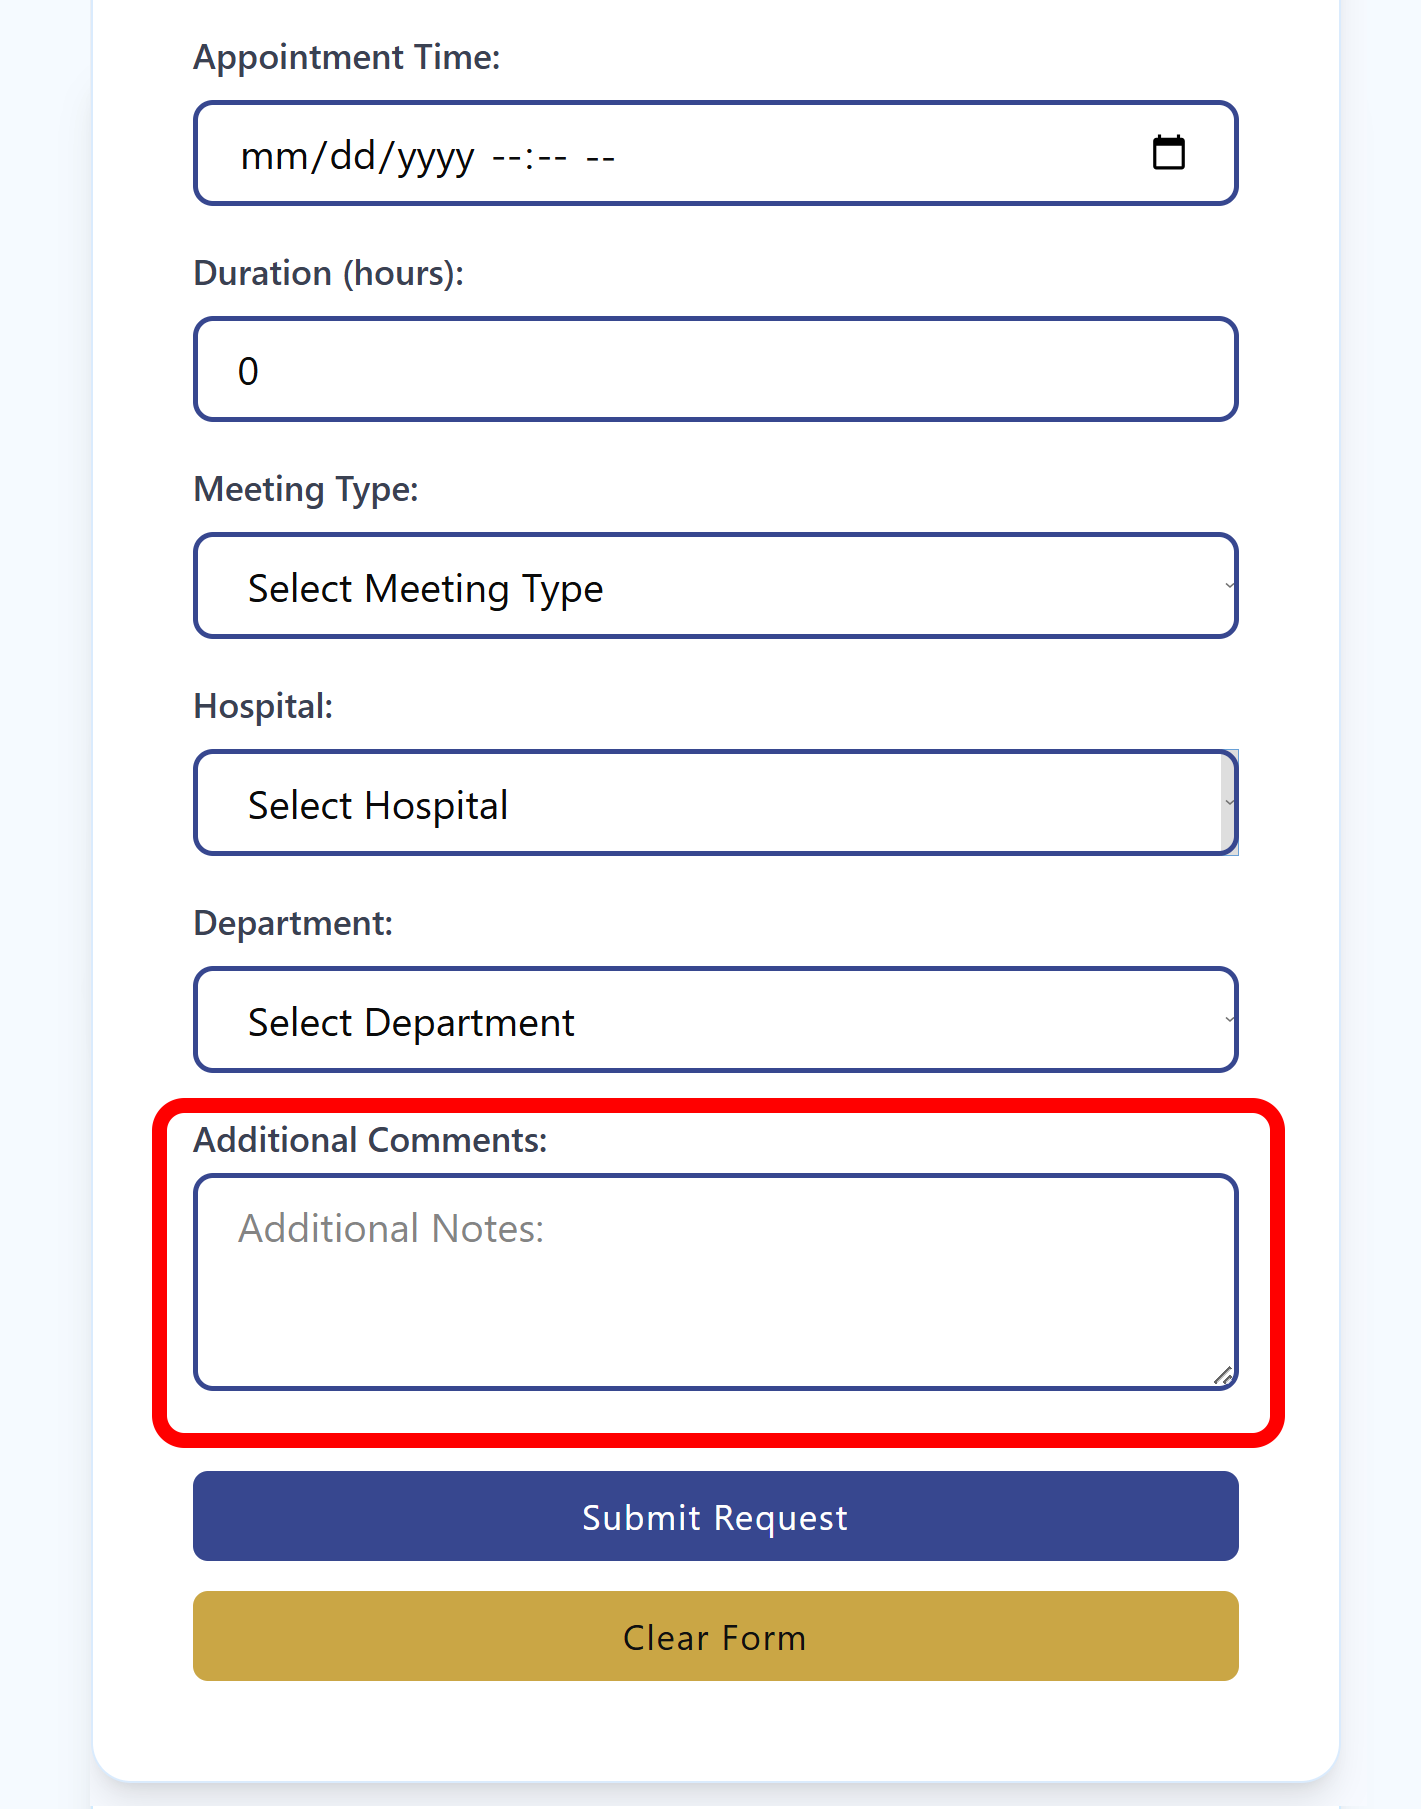 Appointment Time:
mm/dd/yyyy --:-- --
Duration (hours):
0
Meeting Type:
Select Meeting Type
Hospital:
Select Hospital
Department:
Select Department
Additional Comments:
Additional Notes:
Submit Request
Clear Form